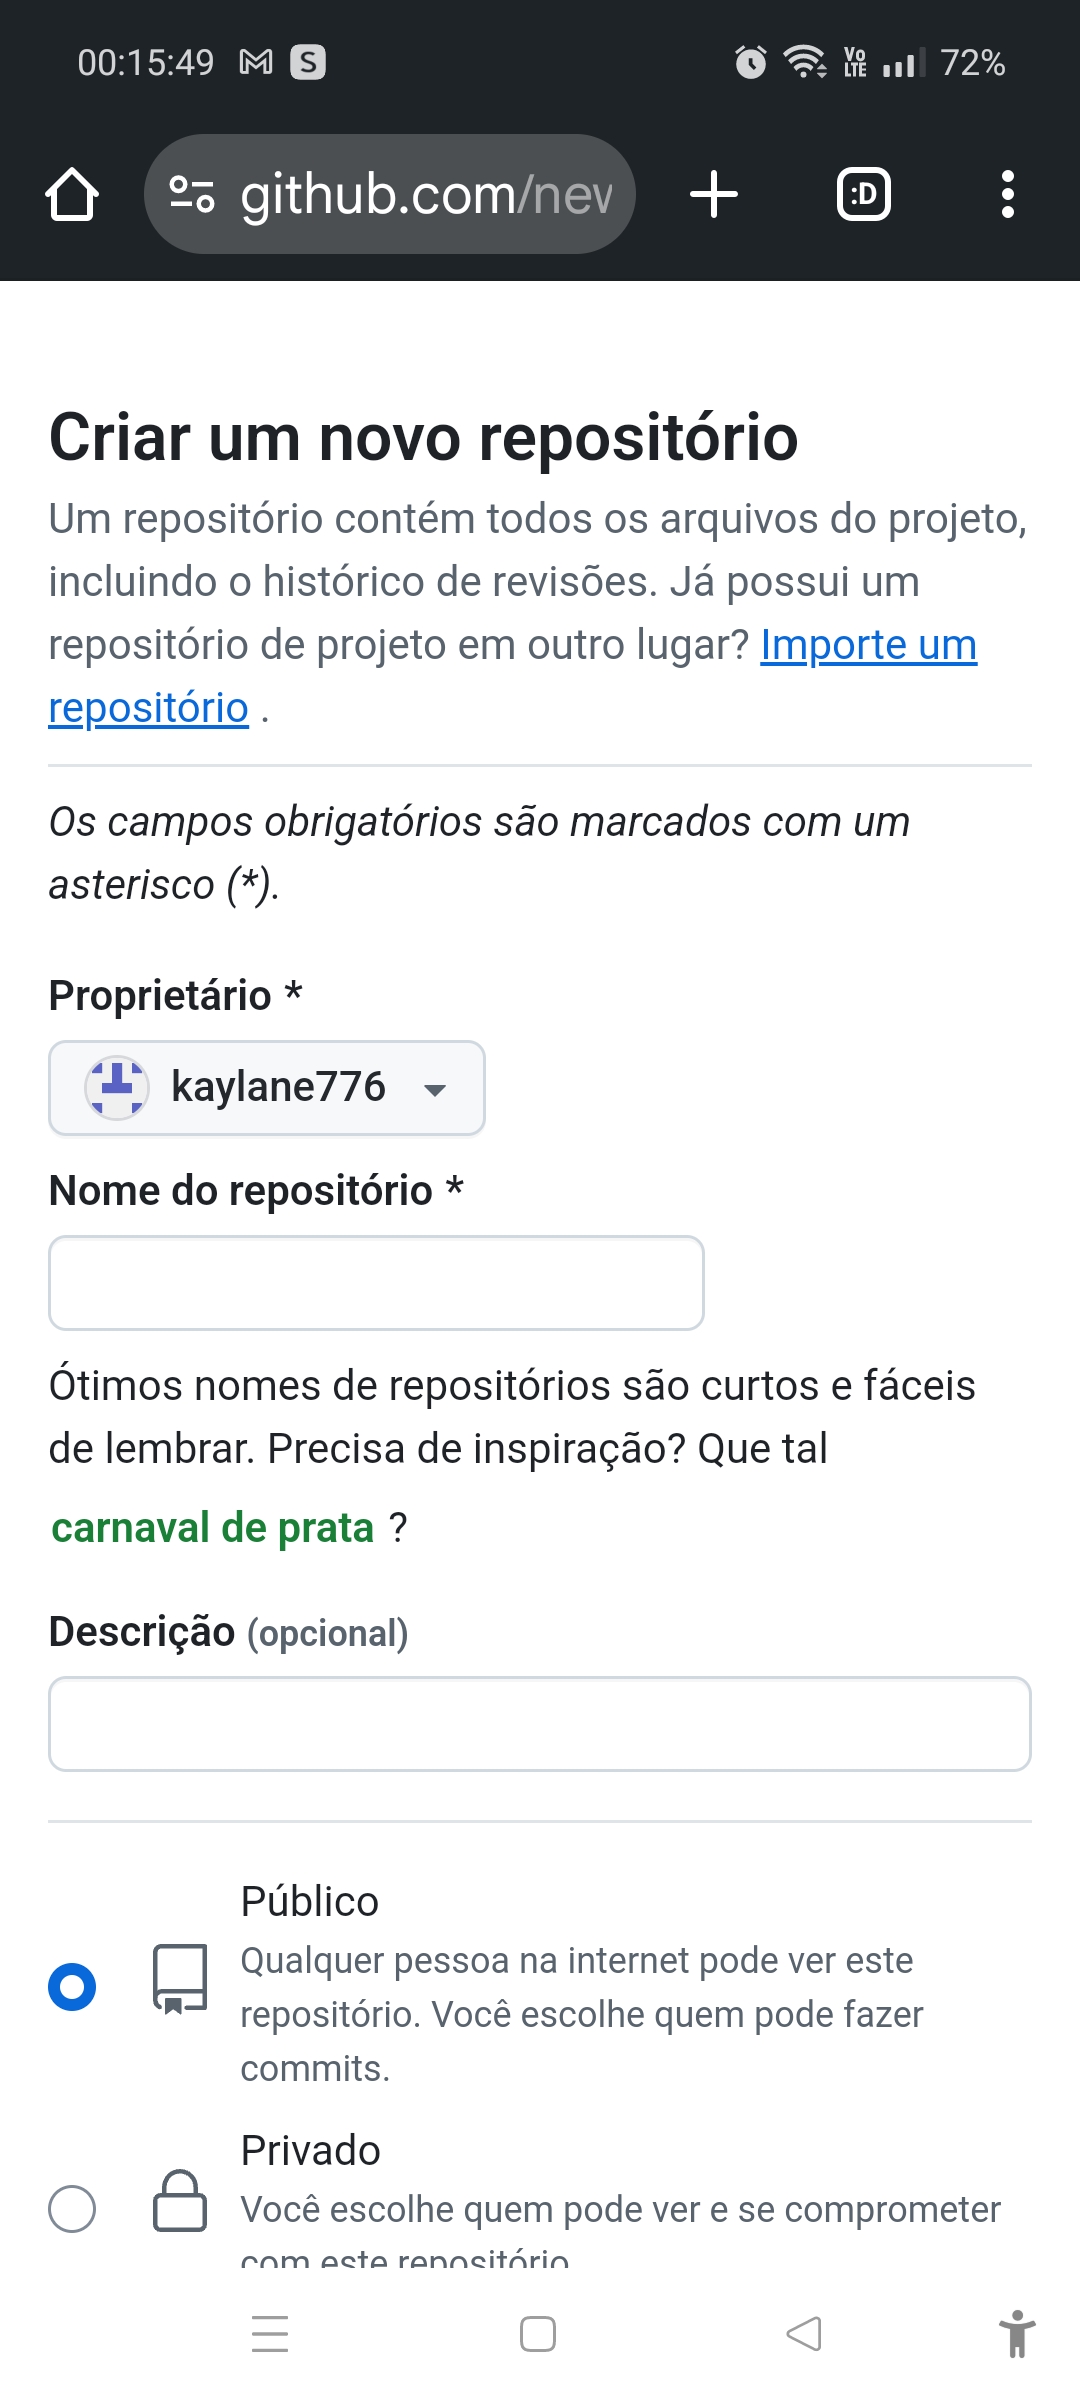 00:15:49 S Vo LTE 72%
github.com/new :D
Criar um novo repositório
Um repositório contém todos os arquivos do projeto,
incluindo o histórico de revisões. Já possui um
repositório de projeto em outro lugar? Importe um
repositório .
Os campos obrigatórios são marcados com um
asterisco (*).
Proprietário *
kaylane776
Nome do repositório *
Ótimos nomes de repositórios são curtos e fáceis
de lembrar. Precisa de inspiração? Que tal
carnaval de prata ?
Descrição (opcional)
Público
Qualquer pessoa na internet pode ver este
repositório. Você escolhe quem pode fazer
commits.
Privado
Você escolhe quem pode ver e se comprometer
com este repositório